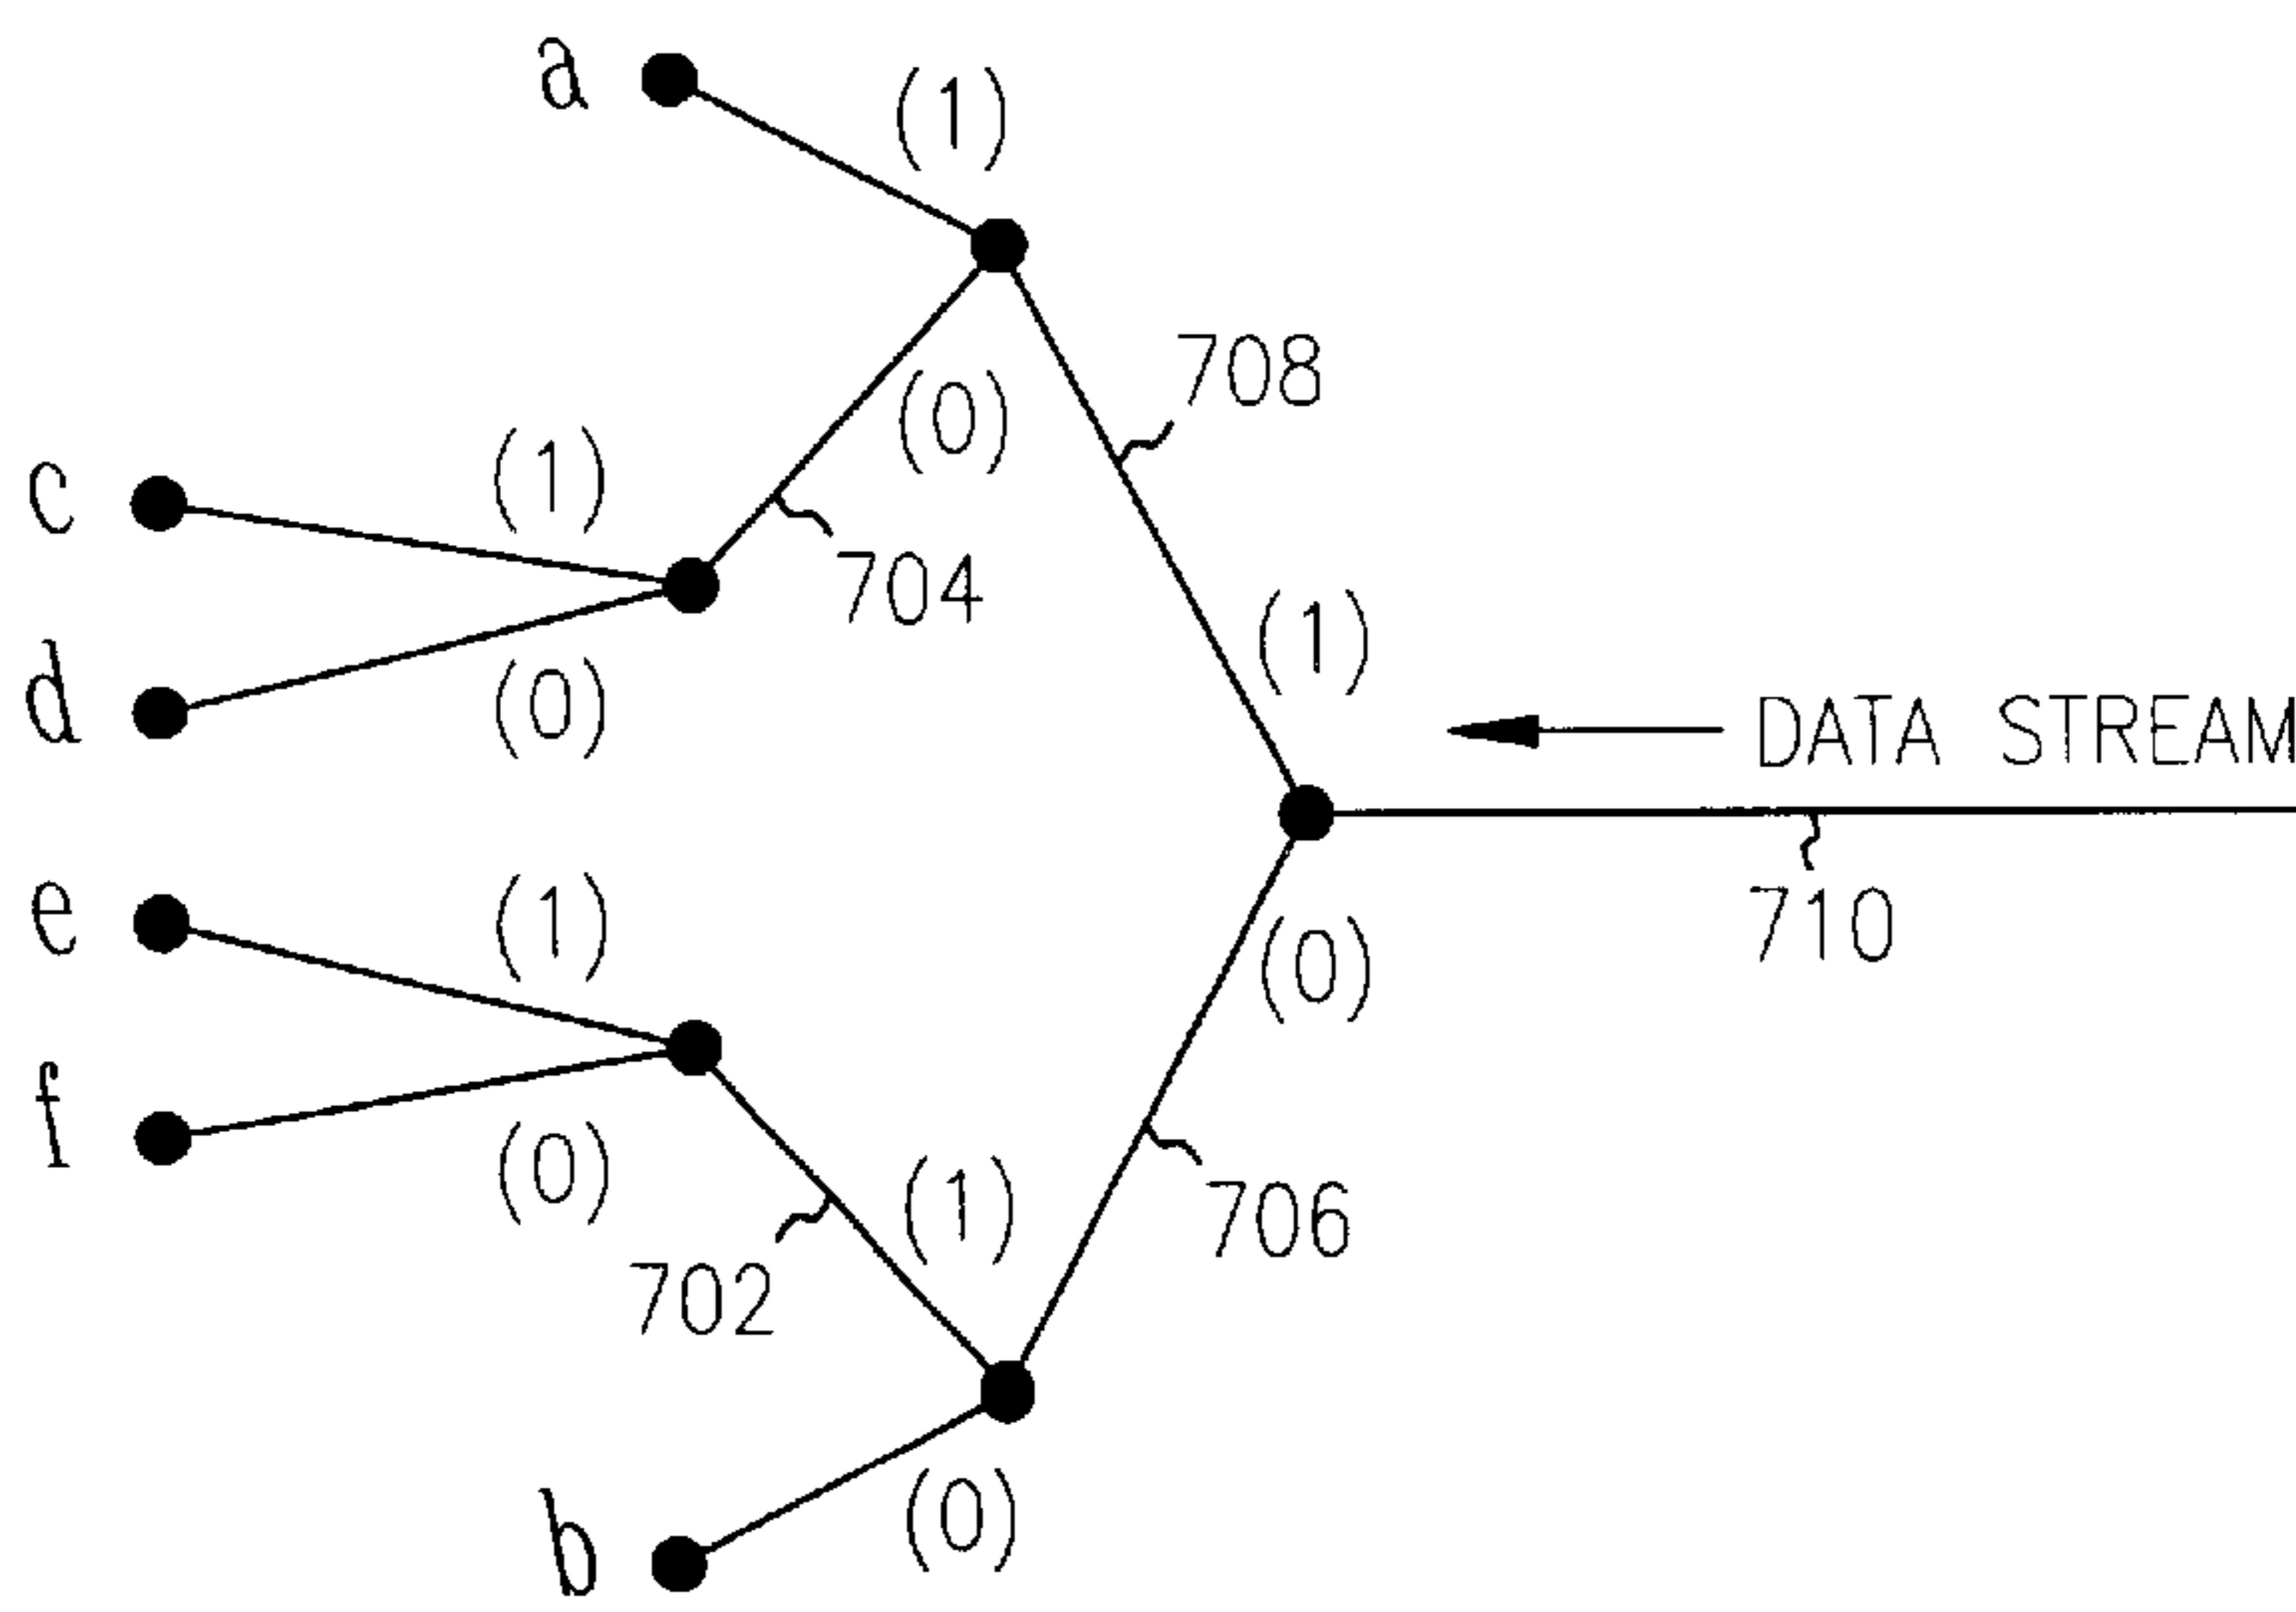 a
(1)
708
(0)
c
(1)
704
(1)
d
(0)
DATA STREAM
e
(1)
710
(0)
f
(0)
(1)
706
702
b
(0)